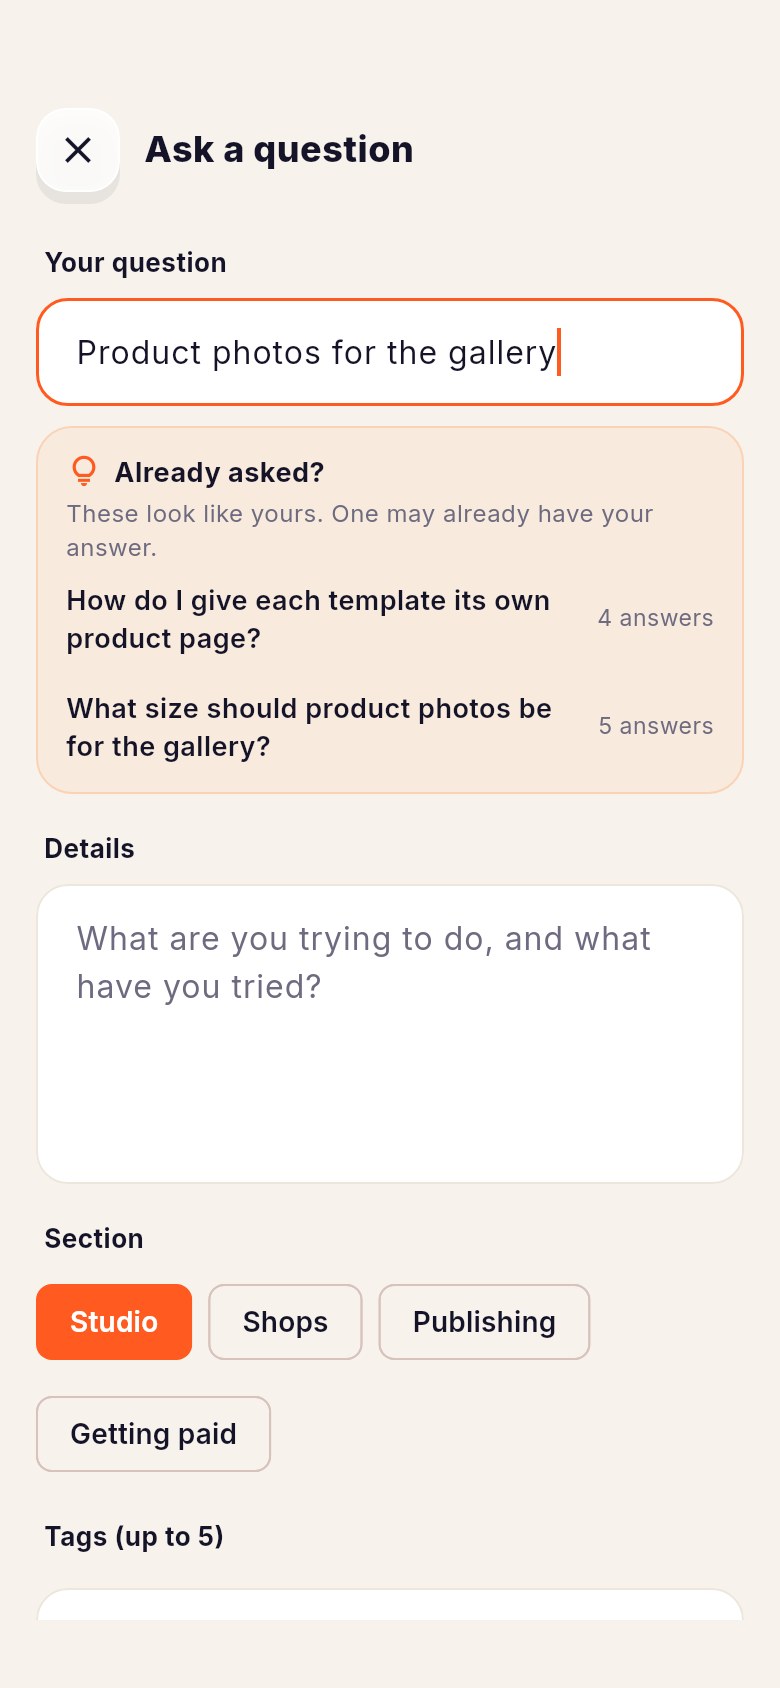 Ask a question
Your question
Product photos for the gallery
Already asked?
These look like yours. One may already have your
answer.
How do I give each template its own
product page?
4 answers
What size should product photos be
for the gallery?
5 answers
Details
What are you trying to do, and what
have you tried?
Section
Studio
Shops
Publishing
Getting paid
Tags (up to 5)